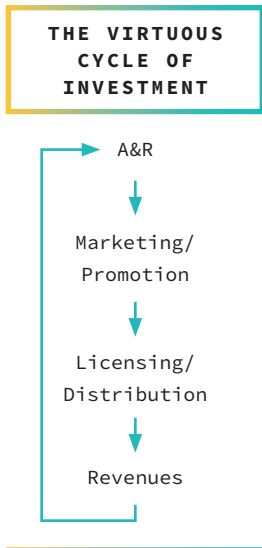 THE VIRTUOUS
CYCLE OF
INVESTMENT
A&R
Marketing/
Promotion
Licensing/
Distribution
Revenues